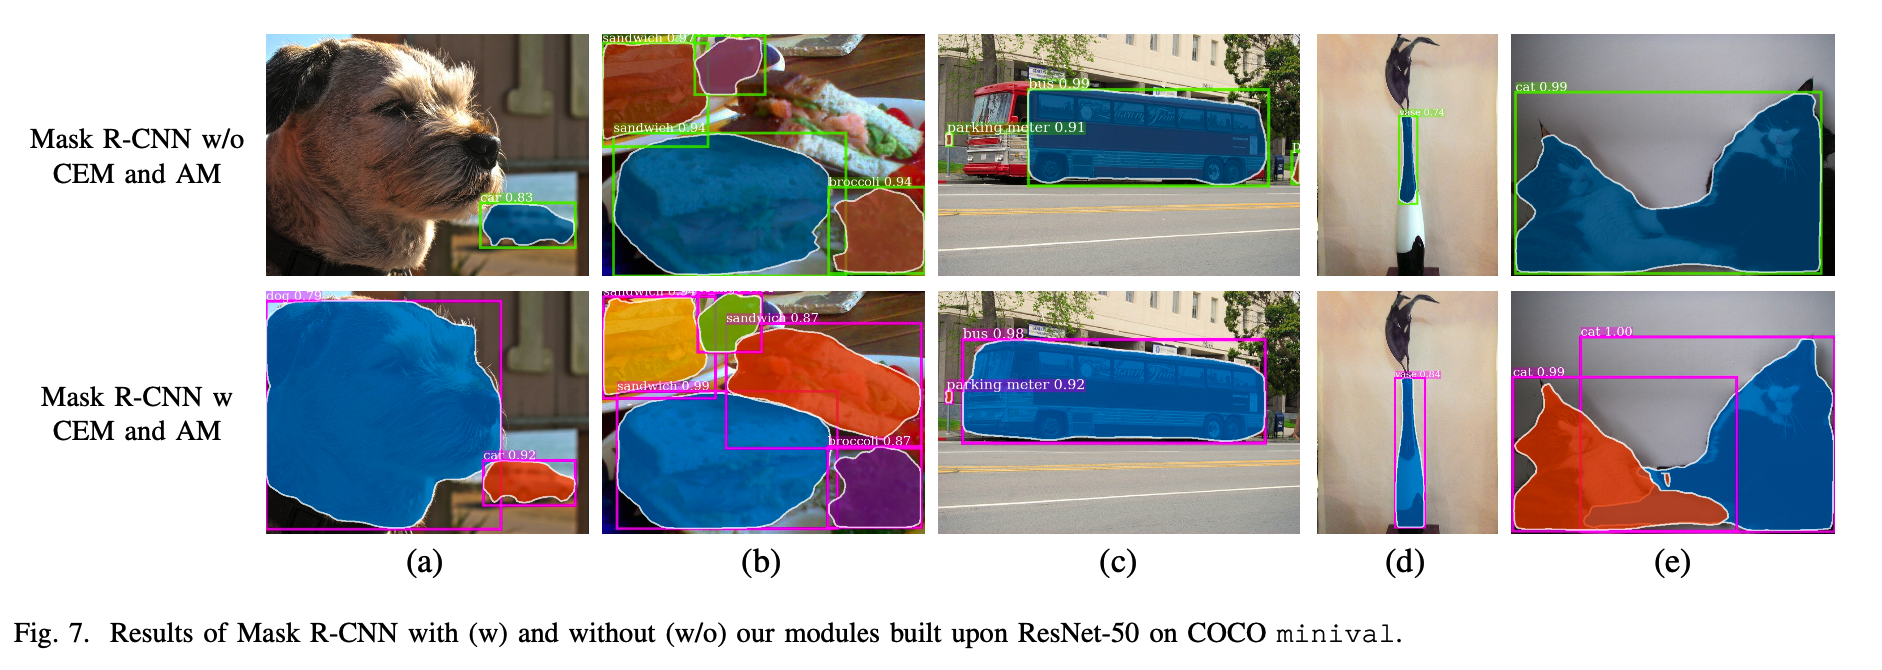 Mask R-CNN w/o
CEM and AM
car 0.83
sandwich 0.97
sandwich 0.94
broccoli 0.94
bus 0.99
parking meter 0.91
vase 0.74
cat 0.99
Mask R-CNN w
CEM and AM
dog 0.79
car 0.92
sandwich 0.94
sandwich 0.87
sandwich 0.99
broccoli 0.87
bus 0.98
parking meter 0.92
vase 0.84
cat 1.00
cat 0.99
(a)
(b)
(c)
(d)
(e)
Fig. 7. Results of Mask R-CNN with (w) and without (w/o) our modules built upon ResNet-50 on COCO minival.